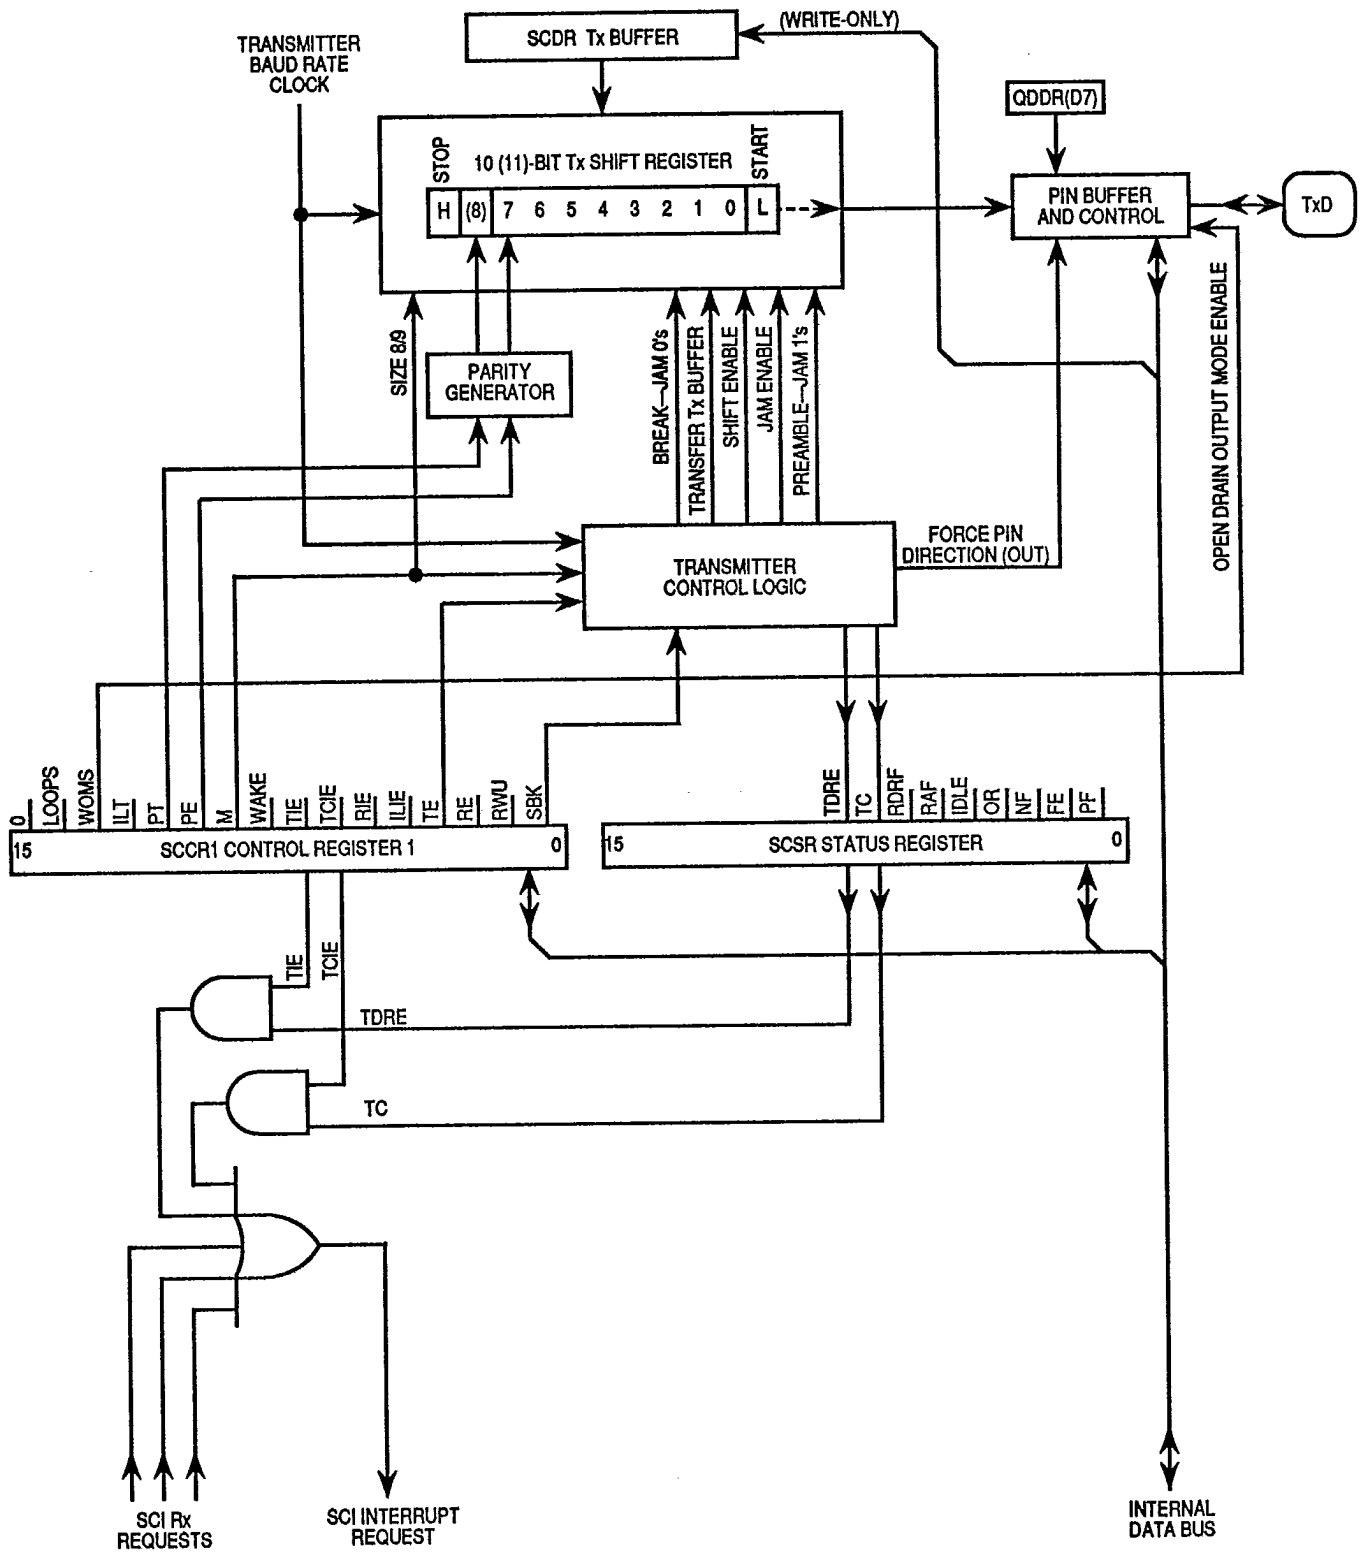 (WRITE-ONLY)
SCDR Tx BUFFER
TRANSMITTER
BAUD RATE
CLOCK
QDDR(D7)
STOP
10 (11)-BIT Tx SHIFT REGISTER
START
H (8) 7 6 5 4 3 2 1 0 L
PIN BUFFER
AND CONTROL
TxD
SIZE 8/9
PARITY
GENERATOR
BREAK—JAM 0's
TRANSFER Tx BUFFER
SHIFT ENABLE
JAM ENABLE
PREAMBLE—JAM 1's
OPEN DRAIN OUTPUT MODE ENABLE
FORCE PIN
DIRECTION (OUT)
TRANSMITTER
CONTROL LOGIC
0
LOOPS
WOMS
ILT
PT
PE
M
WAKE
TIE
TCIE
RIE
ILIE
TE
RE
RWU
SBK
15 SCCR1 CONTROL REGISTER 1 0
TDRE
TC
RDRF
RAF
IDLE
OR
NF
FE
PF
15 SCSR STATUS REGISTER 0
TIE
TCIE
TDRE
TC
SCI Rx
REQUESTS
SCI INTERRUPT
REQUEST
INTERNAL
DATA BUS